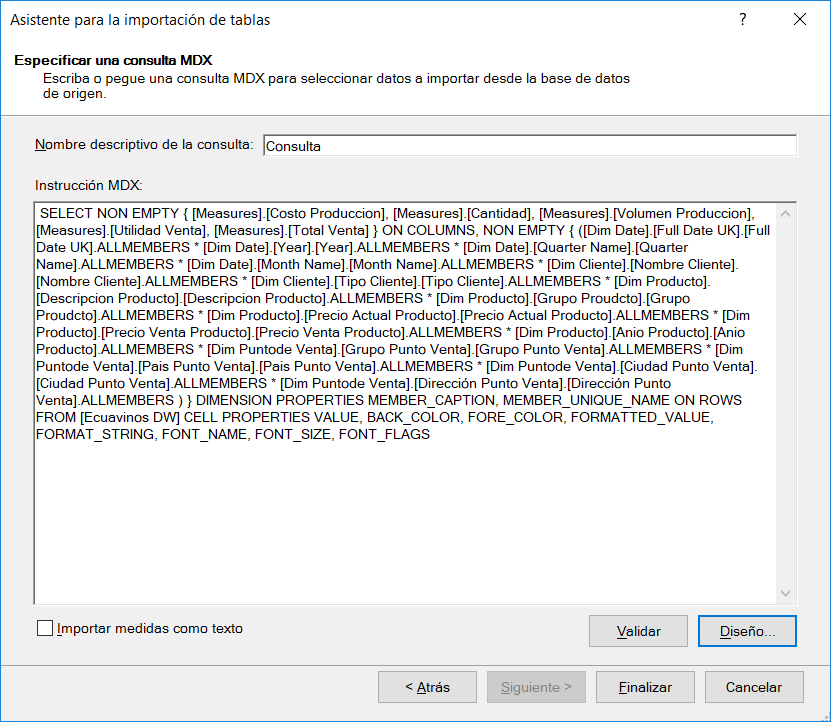 Asistente para la importación de tablas
?
Especificar una consulta MDX
Escriba o pegue una consulta MDX para seleccionar datos a importar desde la base de datos
de origen.
Nombre descriptivo de la consulta:
Consulta
Instrucción MDX:
SELECT NON EMPTY { [Measures].[Costo Produccion], [Measures].[Cantidad], [Measures].[Volumen Produccion],
[Measures].[Utilidad Venta], [Measures].[Total Venta] } ON COLUMNS, NON EMPTY { ([Dim Date].[Full Date UK].[Full
Date UK].ALLMEMBERS * [Dim Date].[Year].[Year].ALLMEMBERS * [Dim Date].[Quarter Name].[Quarter
Name].ALLMEMBERS * [Dim Date].[Month Name].[Month Name].ALLMEMBERS * [Dim Cliente].[Nombre Cliente].
[Nombre Cliente].ALLMEMBERS * [Dim Cliente].[Tipo Cliente].[Tipo Cliente].ALLMEMBERS * [Dim Producto].
[Descripcion Producto].[Descripcion Producto].ALLMEMBERS * [Dim Producto].[Grupo Proudcto].[Grupo
Proudcto].ALLMEMBERS * [Dim Producto].[Precio Actual Producto].[Precio Actual Producto].ALLMEMBERS * [Dim
Producto].[Precio Venta Producto].[Precio Venta Producto].ALLMEMBERS * [Dim Producto].[Anio Producto].[Anio
Producto].ALLMEMBERS * [Dim Puntode Venta].[Grupo Punto Venta].[Grupo Punto Venta].ALLMEMBERS * [Dim
Puntode Venta].[Pais Punto Venta].[Pais Punto Venta].ALLMEMBERS * [Dim Puntode Venta].[Ciudad Punto Venta].
[Ciudad Punto Venta].ALLMEMBERS * [Dim Puntode Venta].[Dirección Punto Venta].[Dirección Punto
Venta].ALLMEMBERS ) } DIMENSION PROPERTIES MEMBER_CAPTION, MEMBER_UNIQUE_NAME ON ROWS
FROM [Ecuavinos DW] CELL PROPERTIES VALUE, BACK_COLOR, FORE_COLOR, FORMATTED_VALUE,
FORMAT_STRING, FONT_NAME, FONT_SIZE, FONT_FLAGS
Importar medidas como texto
Validar
Diseño...
< Atrás
Siguiente >
Finalizar
Cancelar